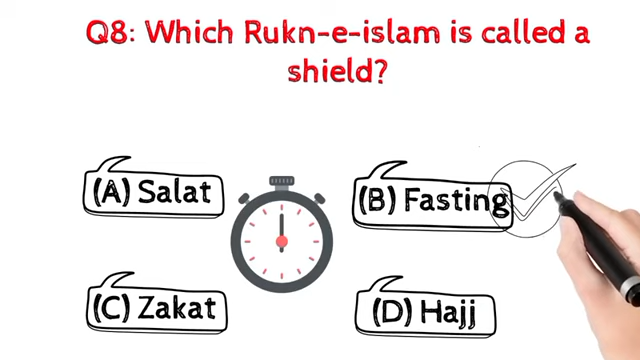 Q8: Which Rukn-e-islam is called a
shield?
(A) Salat
(B) Fasting
(C) Zakat
(D) Hajj